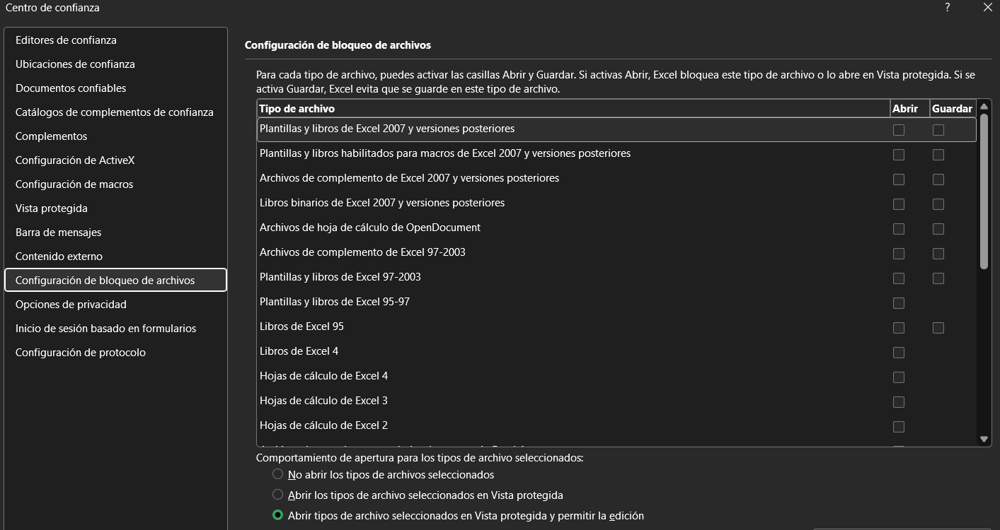 Centro de confianza
?
Editores de confianza
Ubicaciones de confianza
Documentos confiables
Catálogos de complementos de confianza
Complementos
Configuración de ActiveX
Configuración de macros
Vista protegida
Barra de mensajes
Contenido externo
Configuración de bloqueo de archivos
Opciones de privacidad
Inicio de sesión basado en formularios
Configuración de protocolo
Configuración de bloqueo de archivos
Para cada tipo de archivo, puedes activar las casillas Abrir y Guardar. Si activas Abrir, Excel bloquea este tipo de archivo o lo abre en Vista protegida. Si se
activa Guardar, Excel evita que se guarde en este tipo de archivo.
Tipo de archivo Abrir Guardar
Plantillas y libros de Excel 2007 y versiones posteriores
Plantillas y libros habilitados para macros de Excel 2007 y versiones posteriores
Archivos de complemento de Excel 2007 y versiones posteriores
Libros binarios de Excel 2007 y versiones posteriores
Archivos de hoja de cálculo de OpenDocument
Archivos de complemento de Excel 97-2003
Plantillas y libros de Excel 97-2003
Plantillas y libros de Excel 95-97
Libros de Excel 95
Libros de Excel 4
Hojas de cálculo de Excel 4
Hojas de cálculo de Excel 3
Hojas de cálculo de Excel 2
Comportamiento de apertura para los tipos de archivo seleccionados:
No abrir los tipos de archivos seleccionados
Abrir los tipos de archivo seleccionados en Vista protegida
Abrir tipos de archivo seleccionados en Vista protegida y permitir la edición